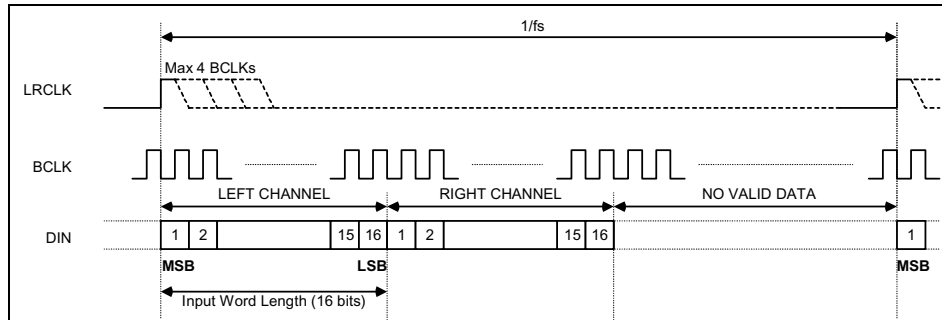 1/fs
Max 4 BCLKs
LRCLK
BCLK
LEFT CHANNEL RIGHT CHANNEL NO VALID DATA
DIN 1 2 15 16 1 2 15 16 1
MSB LSB MSB
Input Word Length (16 bits)